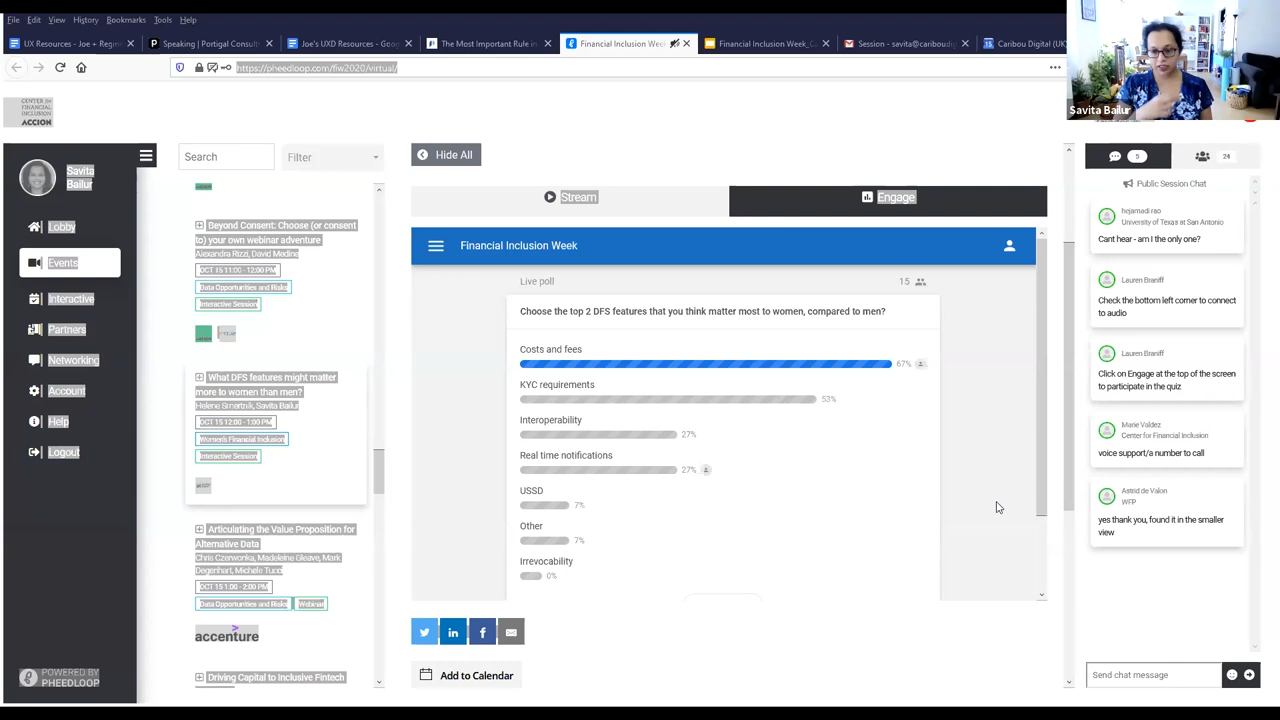 File Edit View History Bookmarks Tools Help
UX Resources - Joe + Regin
Speaking | Portigal Consult
Joe's UXD Resources - Goog
The Most Important Rule in
Financial Inclusion Wee
Financial Inclusion Week_C
Session - savita@cariboudi
Caribou Digital (UK
https://pheedloop.com/fiw2020/virtual/
Savita Bailur
CENTER for
FINANCIAL
INCLUSION
ACCION
Savita
Bailur
Lobby
Events
Interactive
Partners
Networking
Account
Help
Logout
POWERED BY
PHEEDLOOP
Search
Filter
Beyond Consent: Choose (or consent
to) your own webinar adventure
Alexandra Rizzi, David Medine
OCT 15 11:00 - 12:00 PM
Data Opportunities and Risks
Interactive Session
What DFS features might matter
more to women than men?
Helene Smertnik, Savita Bailur
OCT 15 12:00 - 1:00 PM
Women's Financial Inclusion
Interactive Session
Articulating the Value Proposition for
Alternative Data
Chris Czerwonka, Madeleine Gleave, Mark
Degenhart, Michele Tucci
OCT 15 1:00 - 2:00 PM
Data Opportunities and Risks
Webinar
accenture
Driving Capital to Inclusive Fintech
Hide All
Stream
Engage
Financial Inclusion Week
Live poll
15
Choose the top 2 DFS features that you think matter most to women, compared to men?
Costs and fees
67%
KYC requirements
53%
Interoperability
27%
Real time notifications
27%
USSD
7%
Other
7%
Irrevocability
0%
Add to Calendar
5
24
Public Session Chat
hejamadi rao
University of Texas at San Antonio
Cant hear - am I the only one?
Lauren Braniff
Check the bottom left corner to connect
to audio
Lauren Braniff
Click on Engage at the top of the screen
to participate in the quiz
Marie Valdez
Center for Financial Inclusion
voice support/a number to call
Astrid de Valon
WFP
yes thank you, found it in the smaller
view
Send chat message